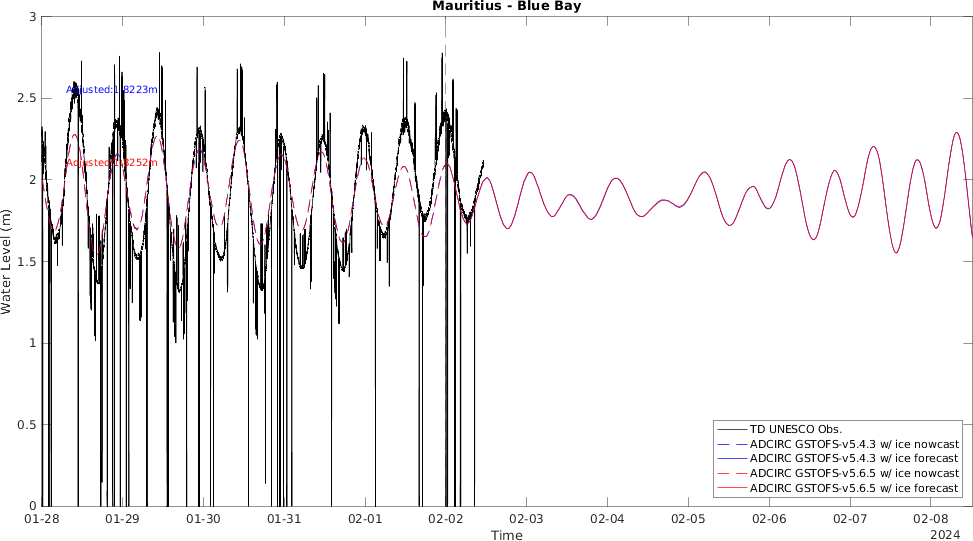 Mauritius - Blue Bay
3
2.5
2
1.5
1
0.5
0
Water Level (m)
Adjusted:1.8223m
Adjusted:1.8252m
TD UNESCO Obs.
ADCIRC GSTOFS-v5.4.3 w/ ice nowcast
ADCIRC GSTOFS-v5.4.3 w/ ice forecast
ADCIRC GSTOFS-v5.6.5 w/ ice nowcast
ADCIRC GSTOFS-v5.6.5 w/ ice forecast
01-28 01-29 01-30 01-31 02-01 02-02 02-03 02-04 02-05 02-06 02-07 02-08
Time 2024